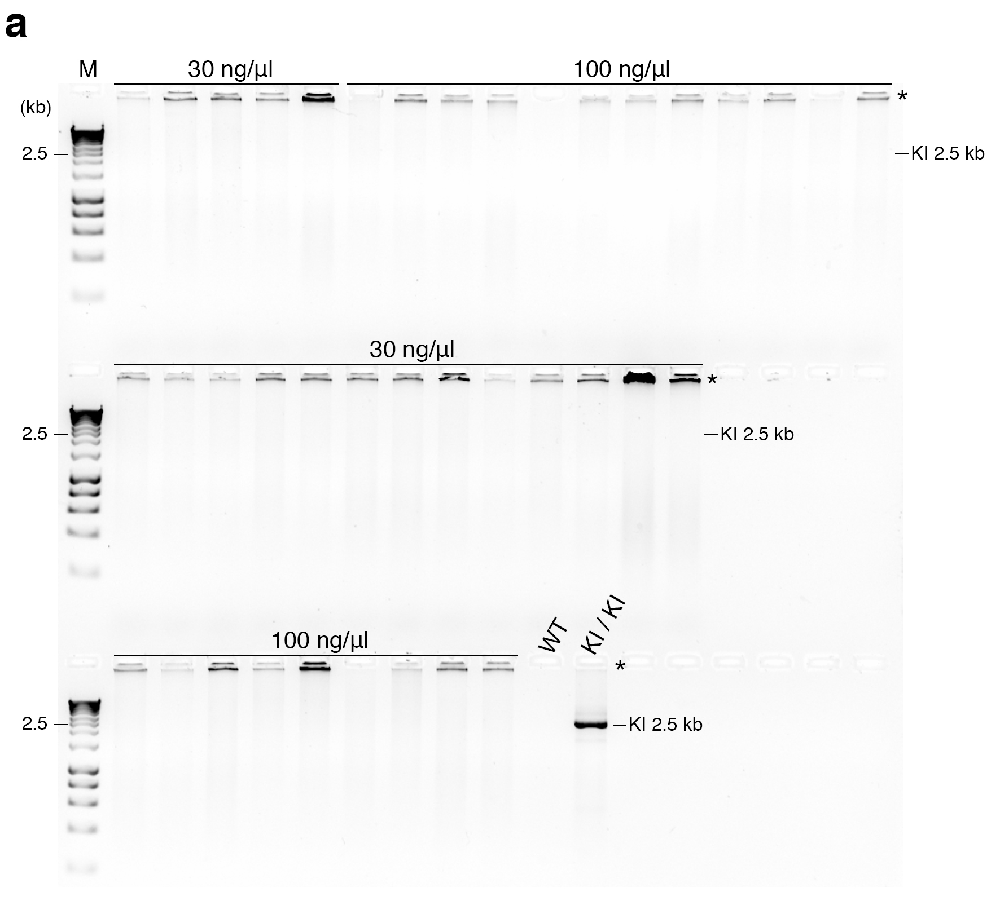 a
M 30 ng/µl 100 ng/µl
*
(kb)
2.5 KI 2.5 kb
30 ng/µl
*
2.5 KI 2.5 kb
100 ng/µl WT KI / KI
*
2.5 KI 2.5 kb